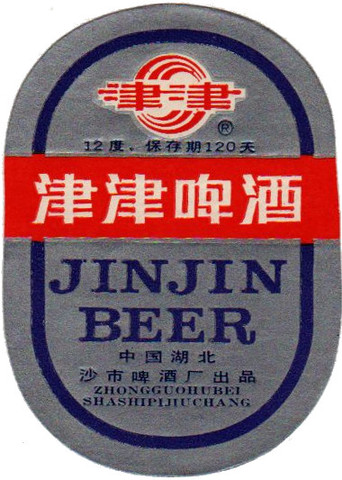 津津
®
12度、保存期120天
津津啤酒
JINJIN
BEER
中国湖北
沙市啤酒厂出品
ZHONGGUOHUBEI
SHASHIPIJIUCHANG